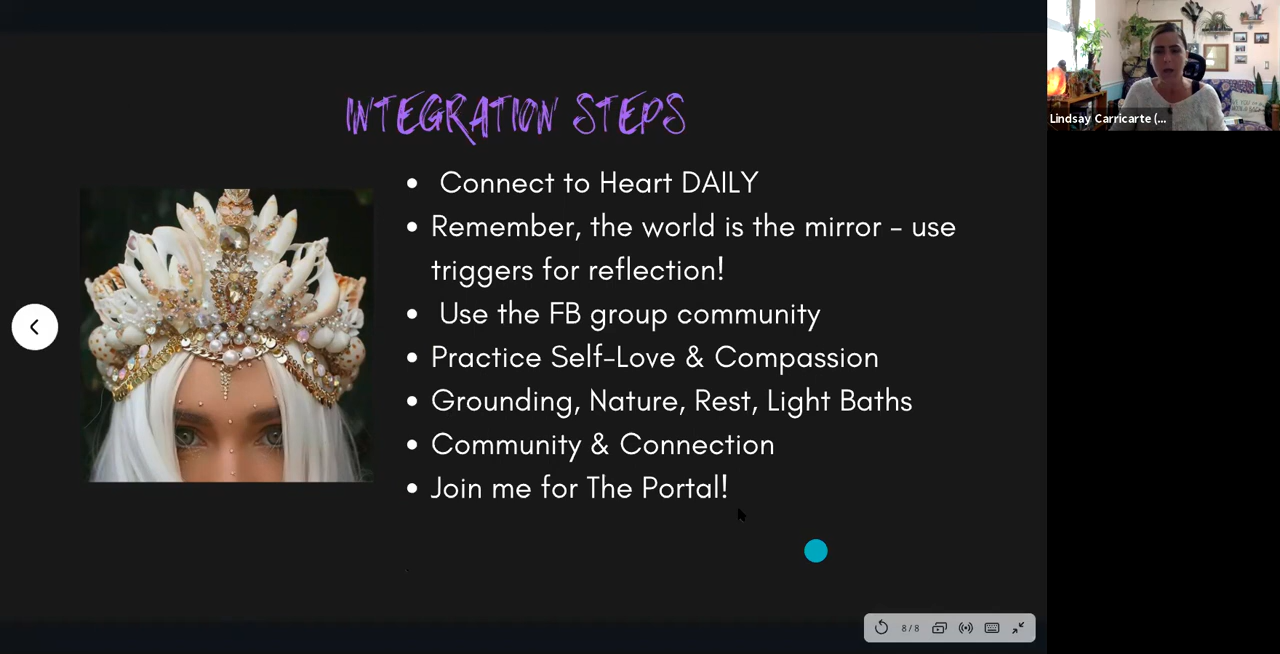 INTEGRATION STEPS
Connect to Heart DAILY
Remember, the world is the mirror - use
triggers for reflection!
Use the FB group community
Practice Self-Love & Compassion
Grounding, Nature, Rest, Light Baths
Community & Connection
Join me for The Portal!
8/8
Lindsay Carricarte (...